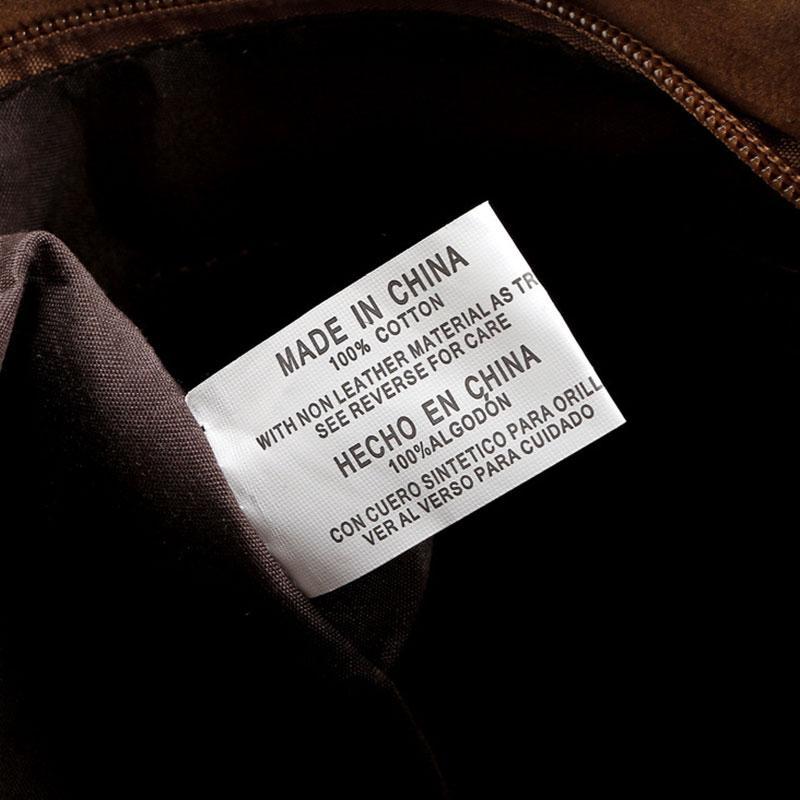 MADE IN CHINA
100% COTTON
WITH NON LEATHER MATERIAL AS
SEE REVERSE FOR CARE
HECHO EN CHINA
100%ALGODÓN
CON CUERO SINTETICO PARA
VER AL VERSO PARA CUIDADO